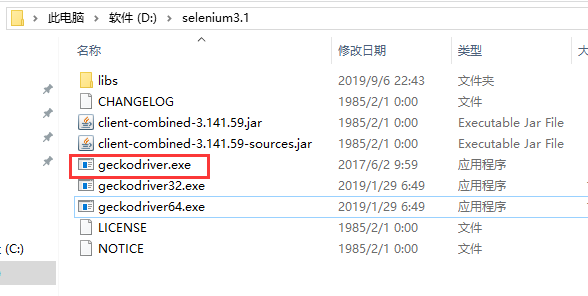 此电脑 > 软件 (D:) > selenium3.1
名称 修改日期 类型
libs 2019/9/6 22:43 文件夹
CHANGELOG 1985/2/1 0:00 文件
client-combined-3.141.59.jar 1985/2/1 0:00 Executable Jar File
client-combined-3.141.59-sources.jar 1985/2/1 0:00 Executable Jar File
geckodriver.exe 2017/6/2 9:59 应用程序
geckodriver32.exe 2019/1/29 6:49 应用程序
geckodriver64.exe 2019/1/29 6:49 应用程序
LICENSE 1985/2/1 0:00 文件
NOTICE 1985/2/1 0:00 文件
(C:)